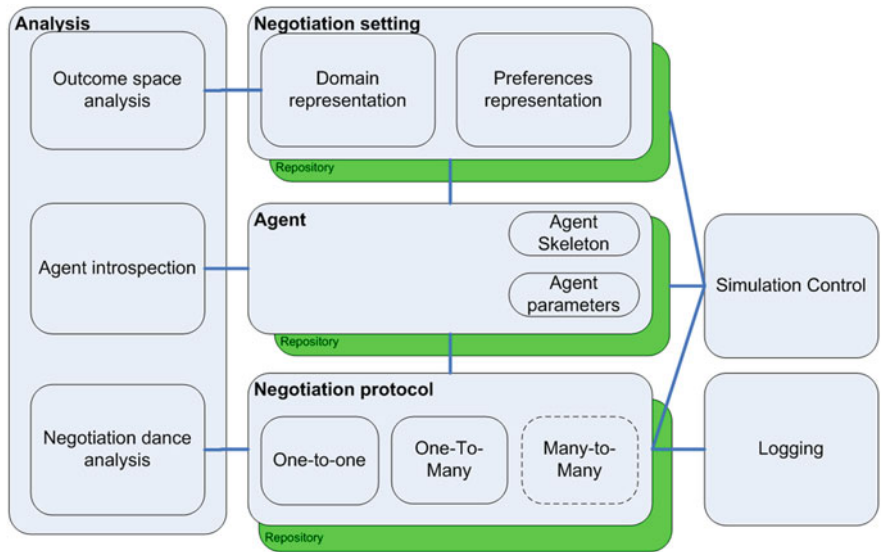 Analysis
Outcome space
analysis
Agent introspection
Negotiation dance
analysis
Negotiation setting
Domain
representation
Preferences
representation
Repository
Agent
Agent
Skeleton
Agent
parameters
Repository
Negotiation protocol
One-to-one
One-To-
Many
Many-to-
Many
Repository
Simulation Control
Logging